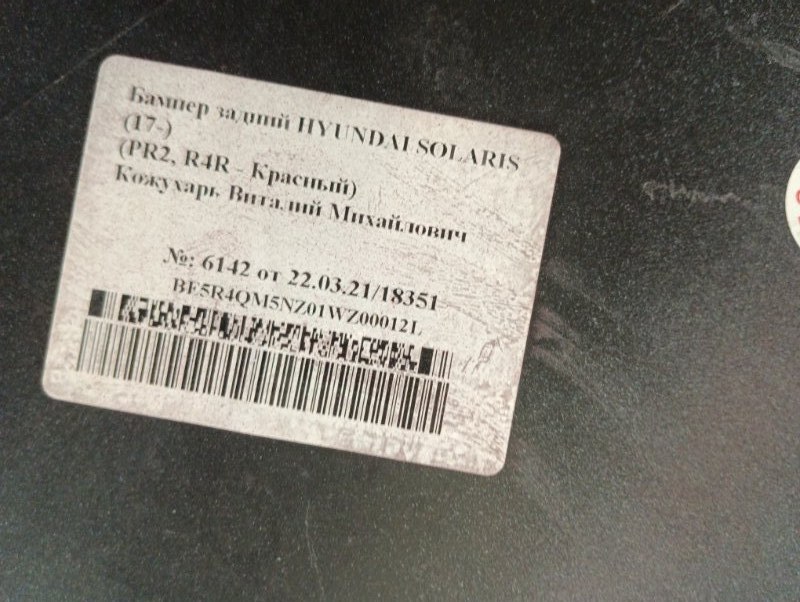 Бампер задний HYUNDAI SOLARIS
(17-)
(PR2, R4R - Красный)
Кожухарь Виталий Михайлович
№: 6142 от 22.03.21/18351
BF5R4QM5NZ01WZ00012L